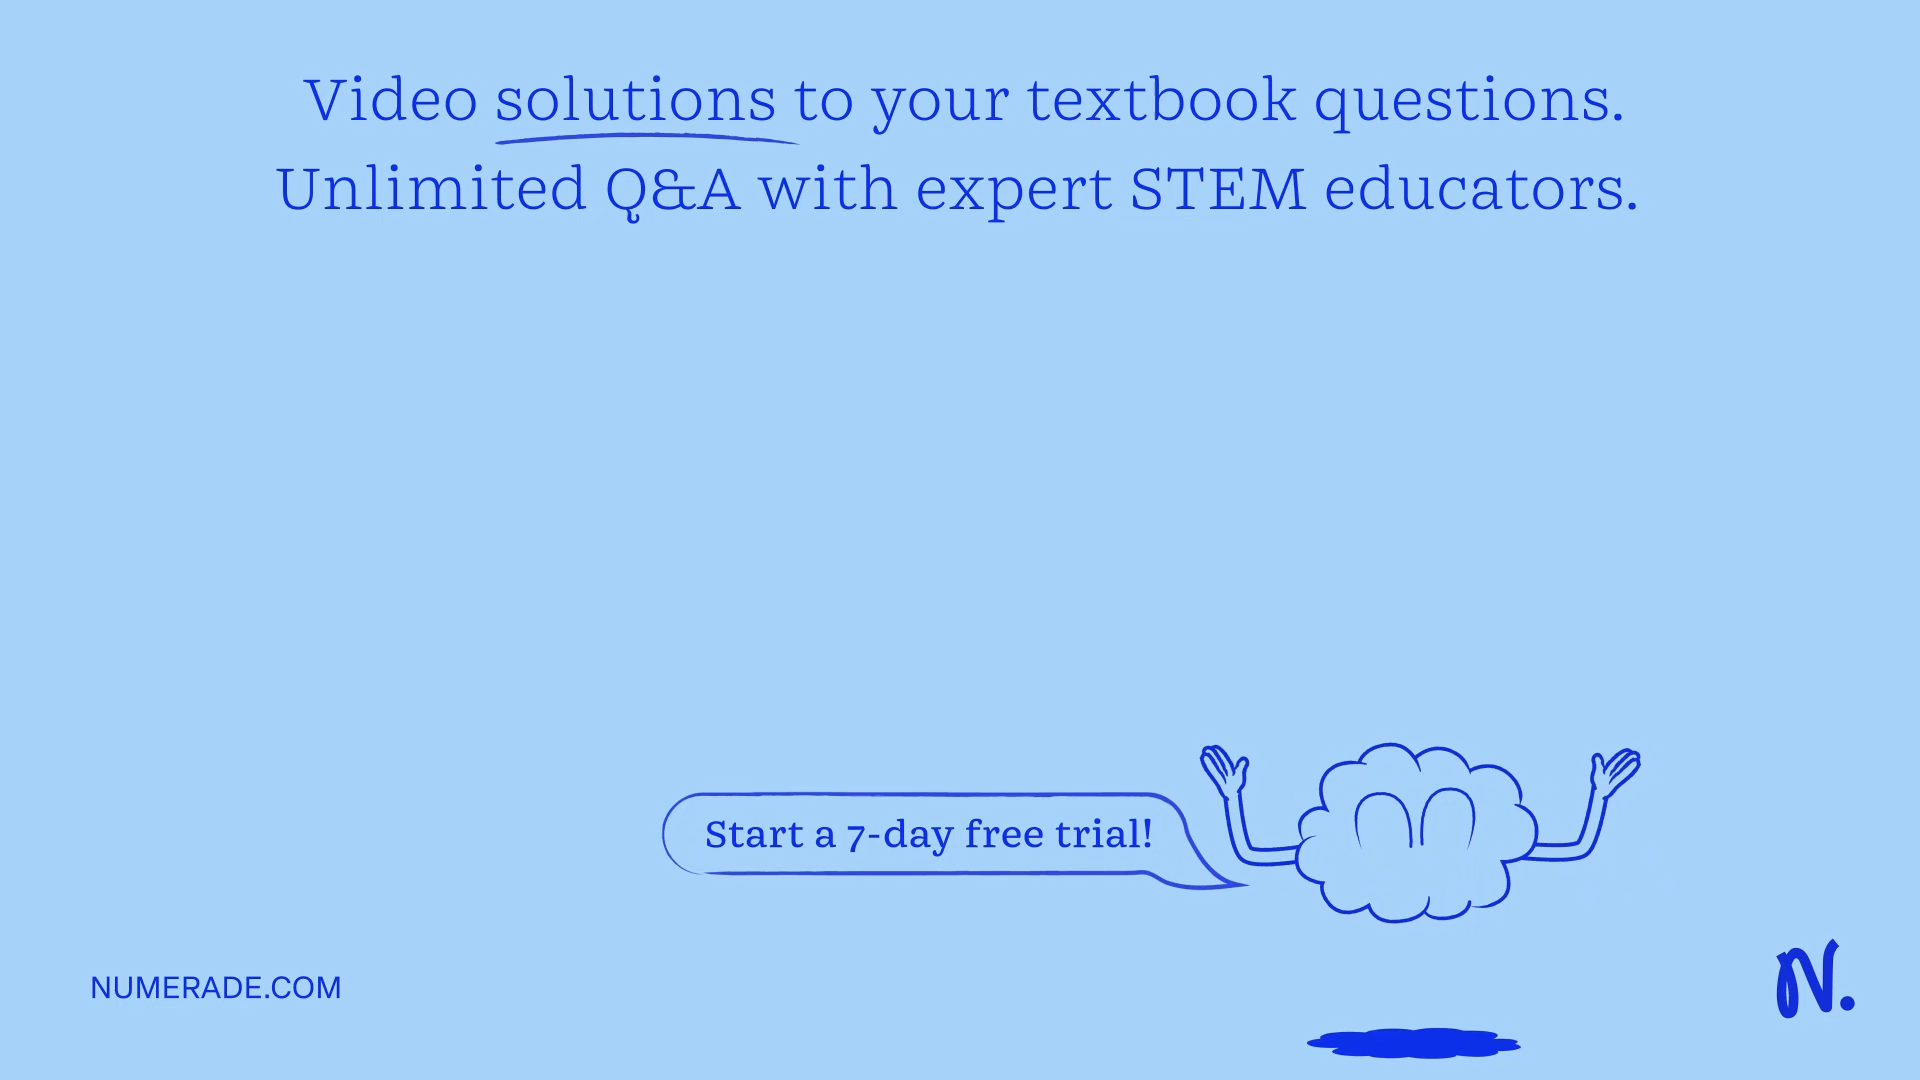 Video solutions to your textbook questions.
Unlimited Q&A with expert STEM educators.
Start a 7-day free trial!
NUMERADE.COM
N.